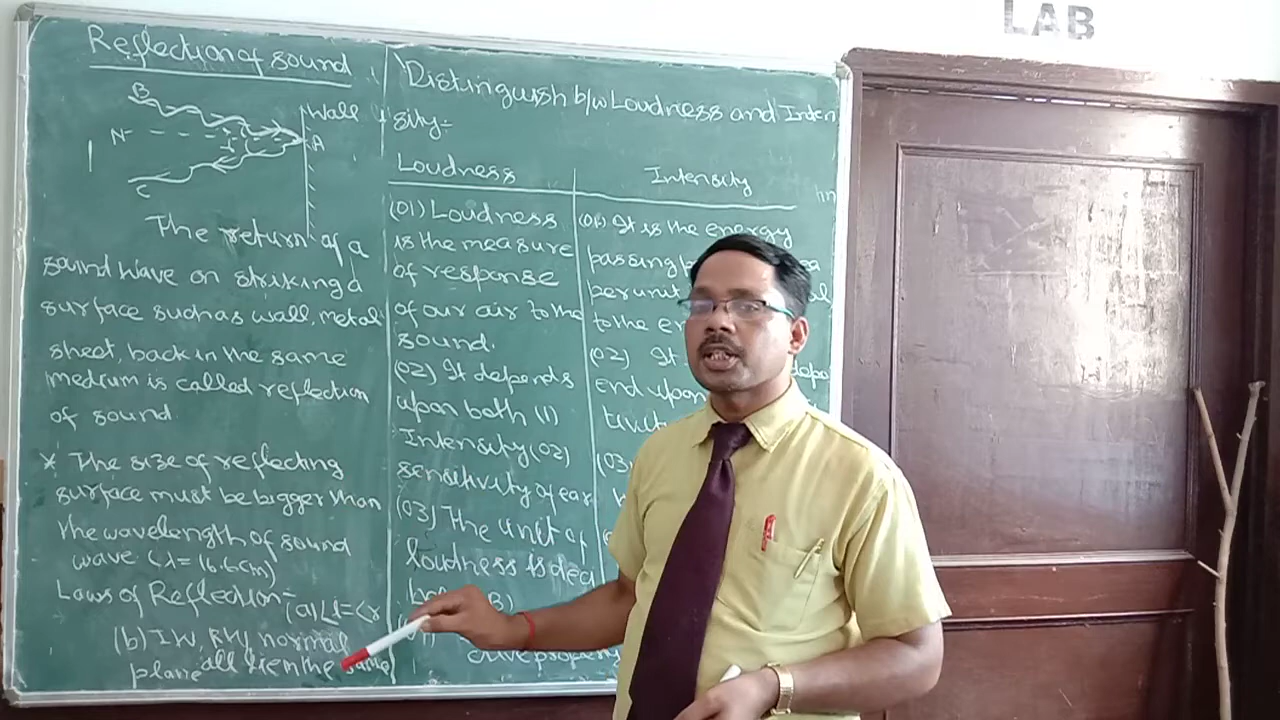 LAB
Reflection of sound
B
Wall
N
A
i
r
C
The return of a
sound wave on striking a
surface such as wall, metal
sheet, back in the same
medium is called reflection
of sound.
* The size of reflecting
surface must be bigger than
the wavelength of sound
wave (λ = 16.6cm)
Laws of Reflection:-
(a) ∠i = ∠r
(b) I.W, R.W, normal
all lie in the same
plane
Distinguish b/w Loudness and Inten
sity:-
Loudness
(01) Loudness
is the measure
of response
of our air to the
sound.
(02) It depends
upon both (1)
Intensity (02)
sensitivity of ear
(03) The unit of
loudness is deci
B)
property
Intensity
(01) It is the energy
passing
per unit
to the
(02) It
end upon
(03)